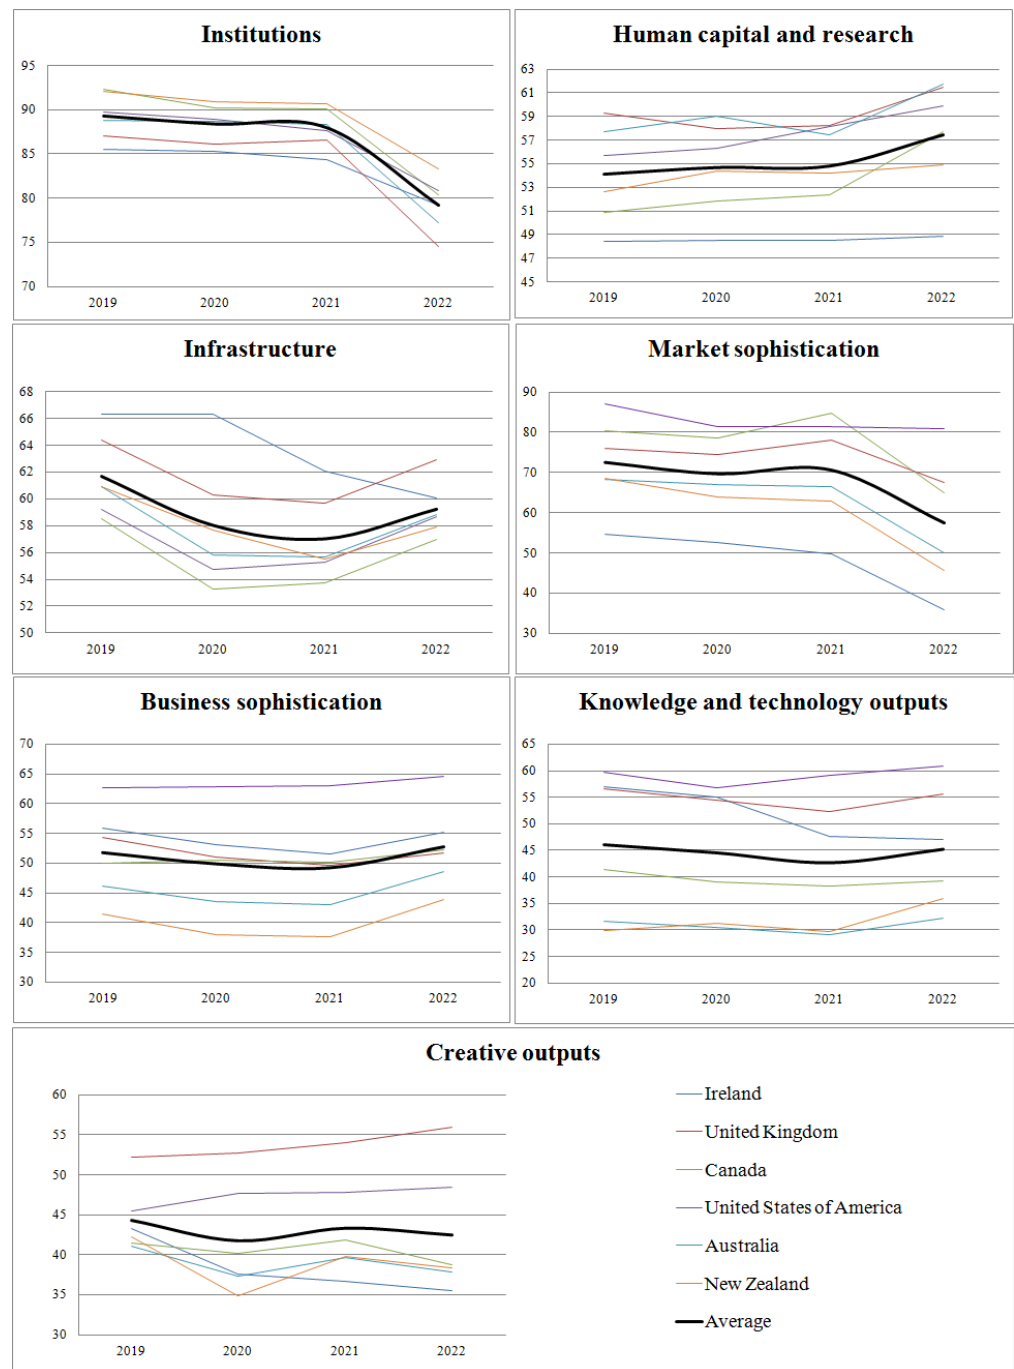 Institutions
95
90
85
80
75
70
2019 2020 2021 2022
Human capital and research
63
61
59
57
55
53
51
49
47
45
2019 2020 2021 2022
Infrastructure
68
66
64
62
60
58
56
54
52
50
2019 2020 2021 2022
Market sophistication
90
80
70
60
50
40
30
2019 2020 2021 2022
Business sophistication
70
65
60
55
50
45
40
35
30
2019 2020 2021 2022
Knowledge and technology outputs
65
60
55
50
45
40
35
30
25
20
2019 2020 2021 2022
Creative outputs
60
55
50
45
40
35
30
2019 2020 2021 2022
Ireland
United Kingdom
Canada
United States of America
Australia
New Zealand
Average